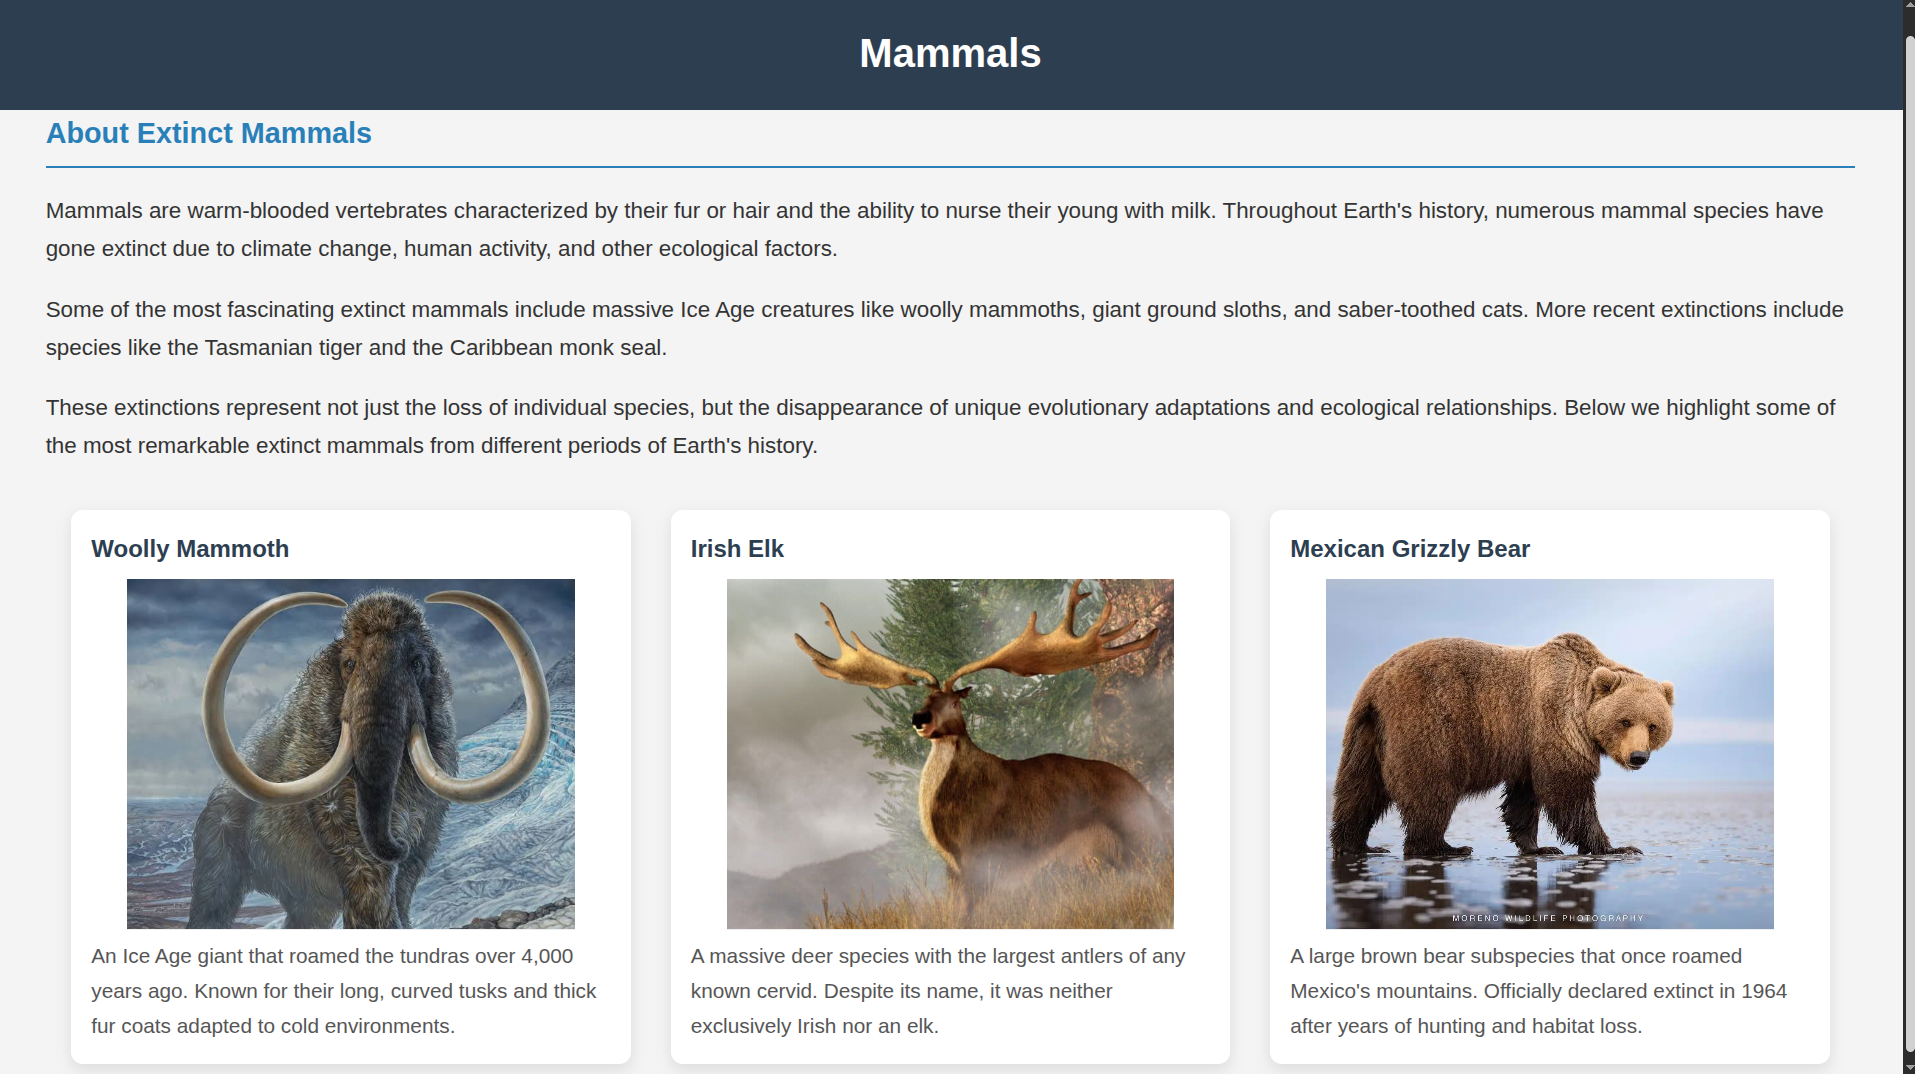 Mammals
About Extinct Mammals
Mammals are warm-blooded vertebrates characterized by their fur or hair and the ability to nurse their young with milk. Throughout Earth's history, numerous mammal species have
gone extinct due to climate change, human activity, and other ecological factors.
Some of the most fascinating extinct mammals include massive Ice Age creatures like woolly mammoths, giant ground sloths, and saber-toothed cats. More recent extinctions include
species like the Tasmanian tiger and the Caribbean monk seal.
These extinctions represent not just the loss of individual species, but the disappearance of unique evolutionary adaptations and ecological relationships. Below we highlight some of
the most remarkable extinct mammals from different periods of Earth's history.
Woolly Mammoth
An Ice Age giant that roamed the tundras over 4,000
years ago. Known for their long, curved tusks and thick
fur coats adapted to cold environments.
Irish Elk
A massive deer species with the largest antlers of any
known cervid. Despite its name, it was neither
exclusively Irish nor an elk.
Mexican Grizzly Bear
MORENO WILDLIFE PHOTOGRAPHY
A large brown bear subspecies that once roamed
Mexico's mountains. Officially declared extinct in 1964
after years of hunting and habitat loss.